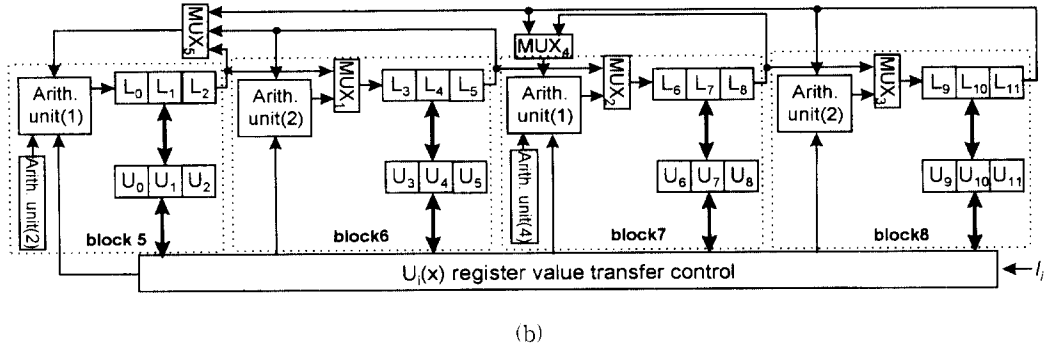 MUX5
MUX4
Arith. unit(1)
L0 L1 L2
MUX1
Arith. unit(2)
L3 L4 L5
MUX2
Arith. unit(1)
L6 L7 L8
MUX3
Arith. unit(2)
L9 L10 L11
Arith. unit(2)
U0 U1 U2
U3 U4 U5
Arith. unit(4)
U6 U7 U8
U9 U10 U11
block 5
block6
block7
block8
Ui(x) register value transfer control
Ii
(b)